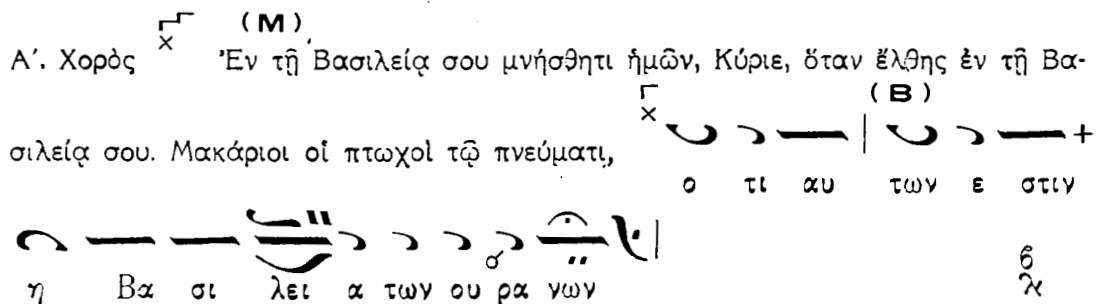 (Μ)
Α΄. Χορὸς Ἐν τῇ Βασιλείᾳ σου μνήσθητι ἡμῶν, Κύριε, ὅταν ἔλθης ἐν τῇ Βα-
(Β)
σιλείᾳ σου. Μακάριοι οἱ πτωχοὶ τῷ πνεύματι,
ο τι αυ των ε στιν
η Βα σι λει α των ου ρα νων